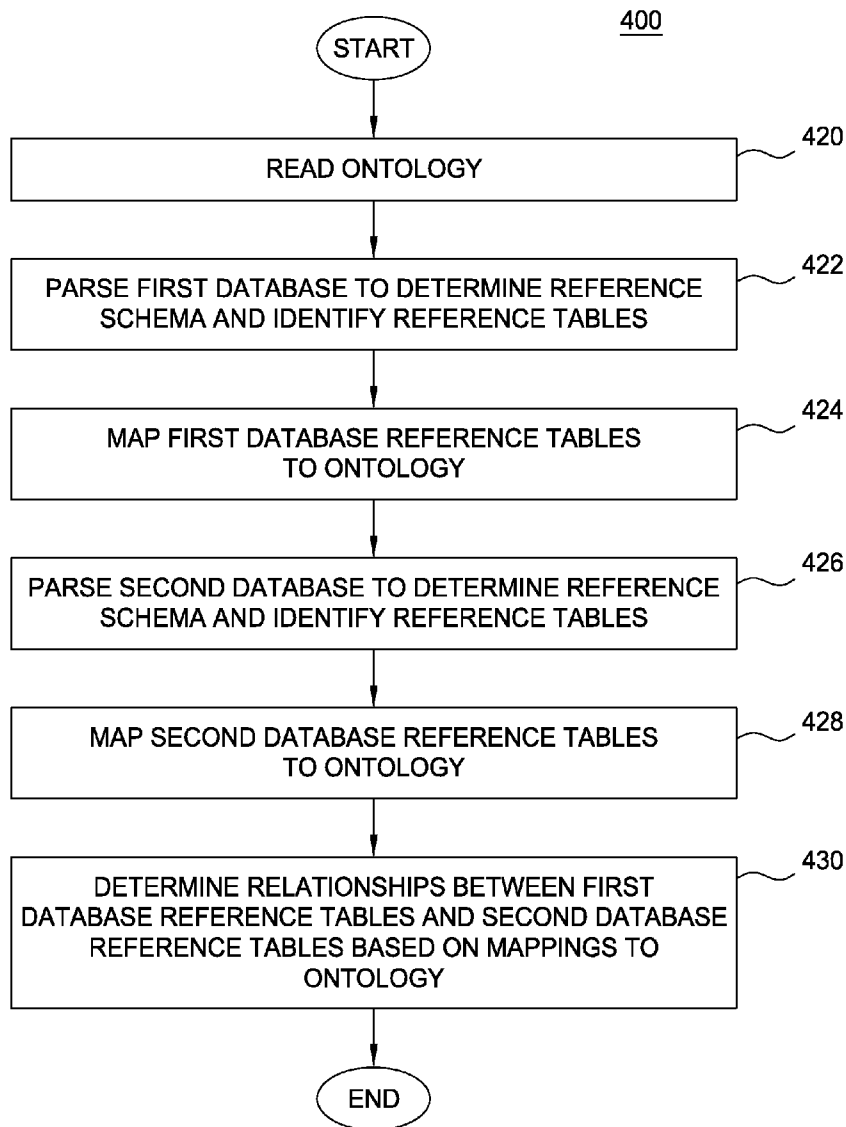 400
START
420
READ ONTOLOGY
422
PARSE FIRST DATABASE TO DETERMINE REFERENCE
SCHEMA AND IDENTIFY REFERENCE TABLES
424
MAP FIRST DATABASE REFERENCE TABLES
TO ONTOLOGY
426
PARSE SECOND DATABASE TO DETERMINE REFERENCE
SCHEMA AND IDENTIFY REFERENCE TABLES
428
MAP SECOND DATABASE REFERENCE TABLES
TO ONTOLOGY
430
DETERMINE RELATIONSHIPS BETWEEN FIRST
DATABASE REFERENCE TABLES AND SECOND DATABASE
REFERENCE TABLES BASED ON MAPPINGS TO
ONTOLOGY
END